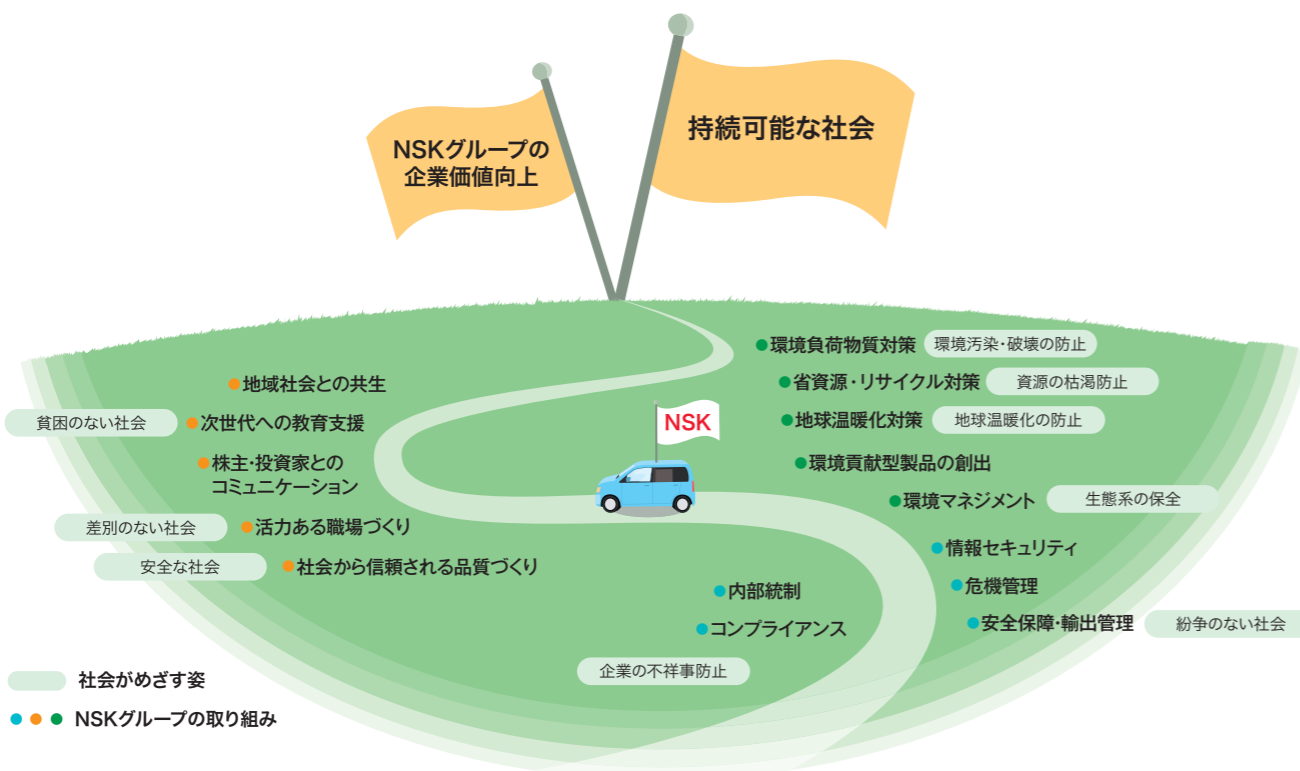 NSKグループの
企業価値向上
持続可能な社会
NSK
地域社会との共生
貧困のない社会
次世代への教育支援
株主・投資家との
コミュニケーション
差別のない社会
活力ある職場づくり
安全な社会
社会から信頼される品質づくり
環境負荷物質対策
環境汚染・破壊の防止
省資源・リサイクル対策
資源の枯渇防止
地球温暖化対策
地球温暖化の防止
環境貢献型製品の創出
環境マネジメント
生態系の保全
情報セキュリティ
危機管理
安全保障・輸出管理
紛争のない社会
内部統制
コンプライアンス
企業の不祥事防止
社会がめざす姿
NSKグループの取り組み